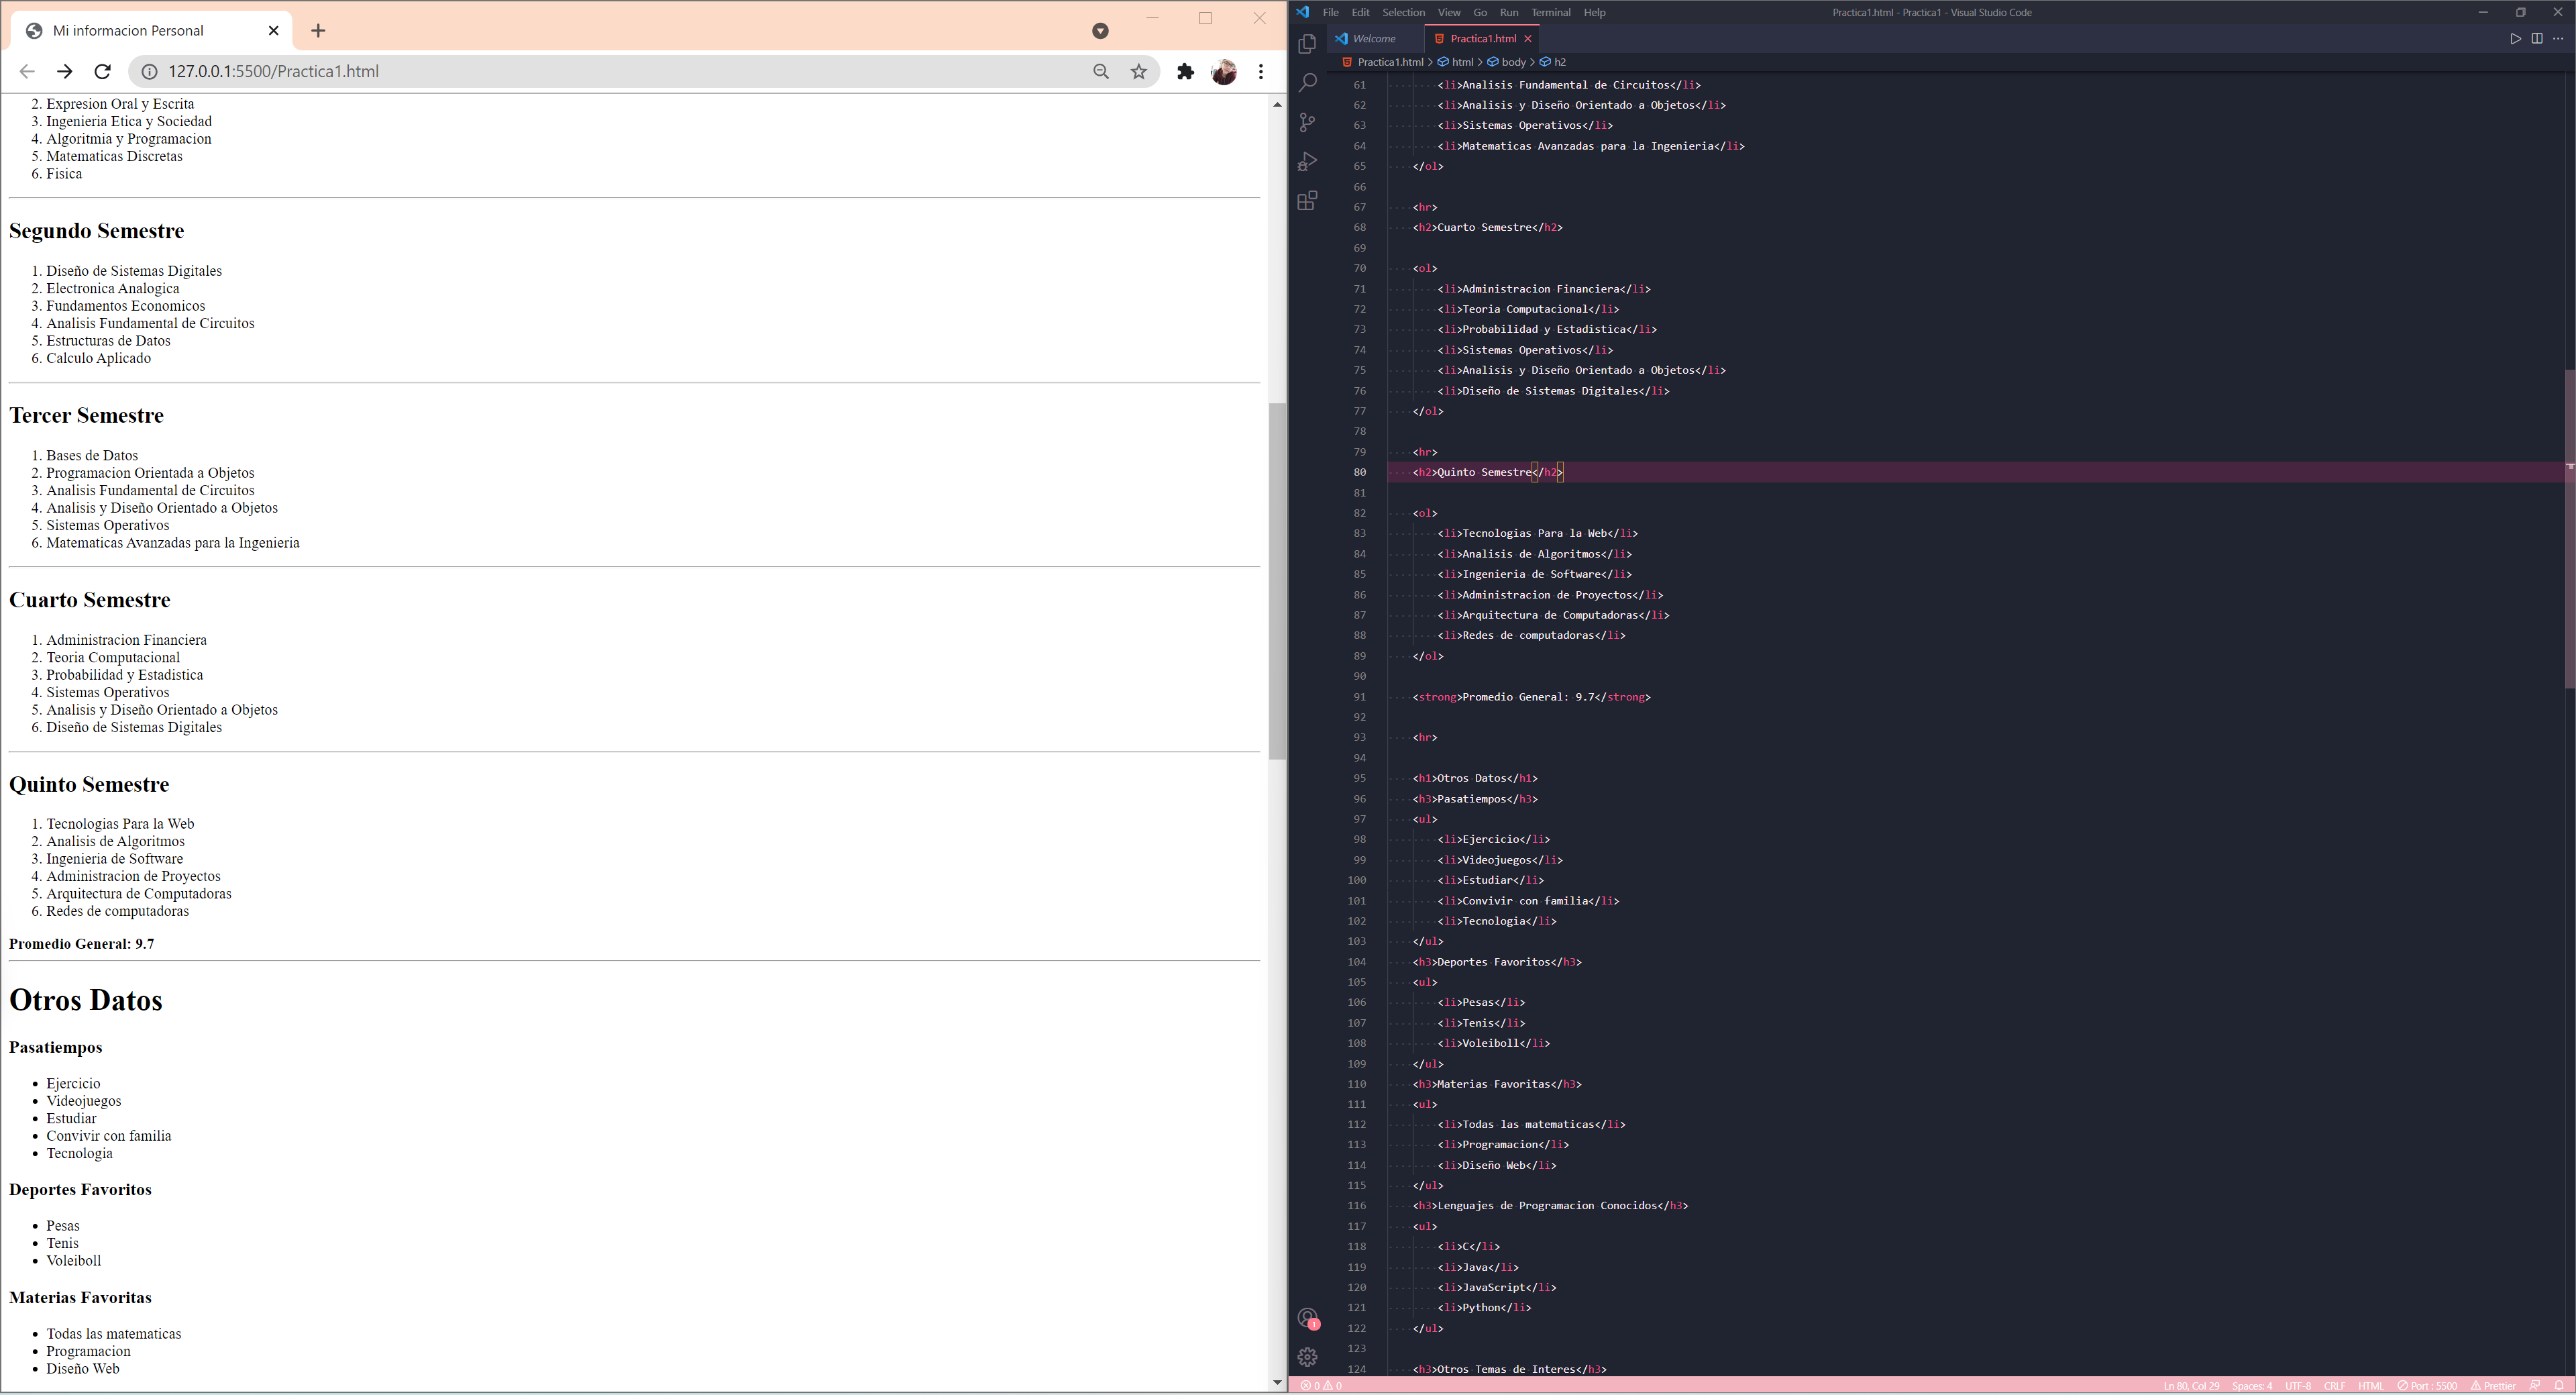 Mi informacion Personal
127.0.0.1:5500/Practica1.html
2. Expresion Oral y Escrita
3. Ingenieria Etica y Sociedad
4. Algoritmia y Programacion
5. Matematicas Discretas
6. Fisica
Segundo Semestre
1. Diseño de Sistemas Digitales
2. Electronica Analogica
3. Fundamentos Economicos
4. Analisis Fundamental de Circuitos
5. Estructuras de Datos
6. Calculo Aplicado
Tercer Semestre
1. Bases de Datos
2. Programacion Orientada a Objetos
3. Analisis Fundamental de Circuitos
4. Analisis y Diseño Orientado a Objetos
5. Sistemas Operativos
6. Matematicas Avanzadas para la Ingenieria
Cuarto Semestre
1. Administracion Financiera
2. Teoria Computacional
3. Probabilidad y Estadistica
4. Sistemas Operativos
5. Analisis y Diseño Orientado a Objetos
6. Diseño de Sistemas Digitales
Quinto Semestre
1. Tecnologias Para la Web
2. Analisis de Algoritmos
3. Ingenieria de Software
4. Administracion de Proyectos
5. Arquitectura de Computadoras
6. Redes de computadoras
Promedio General: 9.7
Otros Datos
Pasatiempos
• Ejercicio
• Videojuegos
• Estudiar
• Convivir con familia
• Tecnologia
Deportes Favoritos
• Pesas
• Tenis
• Voleiboll
Materias Favoritas
• Todas las matematicas
• Programacion
• Diseño Web
File Edit Selection View Go Run Terminal Help Practica1.html - Practica1 - Visual Studio Code
Welcome Practica1.html
Practica1.html > html > body > h2
61 <li>Analisis Fundamental de Circuitos</li>
62 <li>Analisis y Diseño Orientado a Objetos</li>
63 <li>Sistemas Operativos</li>
64 <li>Matematicas Avanzadas para la Ingenieria</li>
65 </ol>
66
67 <hr>
68 <h2>Cuarto Semestre</h2>
69
70 <ol>
71 <li>Administracion Financiera</li>
72 <li>Teoria Computacional</li>
73 <li>Probabilidad y Estadistica</li>
74 <li>Sistemas Operativos</li>
75 <li>Analisis y Diseño Orientado a Objetos</li>
76 <li>Diseño de Sistemas Digitales</li>
77 </ol>
78
79 <hr>
80 <h2>Quinto Semestre</h2>
81
82 <ol>
83 <li>Tecnologias Para la Web</li>
84 <li>Analisis de Algoritmos</li>
85 <li>Ingenieria de Software</li>
86 <li>Administracion de Proyectos</li>
87 <li>Arquitectura de Computadoras</li>
88 <li>Redes de computadoras</li>
89 </ol>
90
91 <strong>Promedio General: 9.7</strong>
92
93 <hr>
94
95 <h1>Otros Datos</h1>
96 <h3>Pasatiempos</h3>
97 <ul>
98 <li>Ejercicio</li>
99 <li>Videojuegos</li>
100 <li>Estudiar</li>
101 <li>Convivir con familia</li>
102 <li>Tecnologia</li>
103 </ul>
104 <h3>Deportes Favoritos</h3>
105 <ul>
106 <li>Pesas</li>
107 <li>Tenis</li>
108 <li>Voleiboll</li>
109 </ul>
110 <h3>Materias Favoritas</h3>
111 <ul>
112 <li>Todas las matematicas</li>
113 <li>Programacion</li>
114 <li>Diseño Web</li>
115 </ul>
116 <h3>Lenguajes de Programacion Conocidos</h3>
117 <ul>
118 <li>C</li>
119 <li>Java</li>
120 <li>JavaScript</li>
121 <li>Python</li>
122 </ul>
123
124 <h3>Otros Temas de Interes</h3>
1
0 0 Ln 80, Col 29 Spaces: 4 UTF-8 CRLF HTML Port : 5500 Prettier